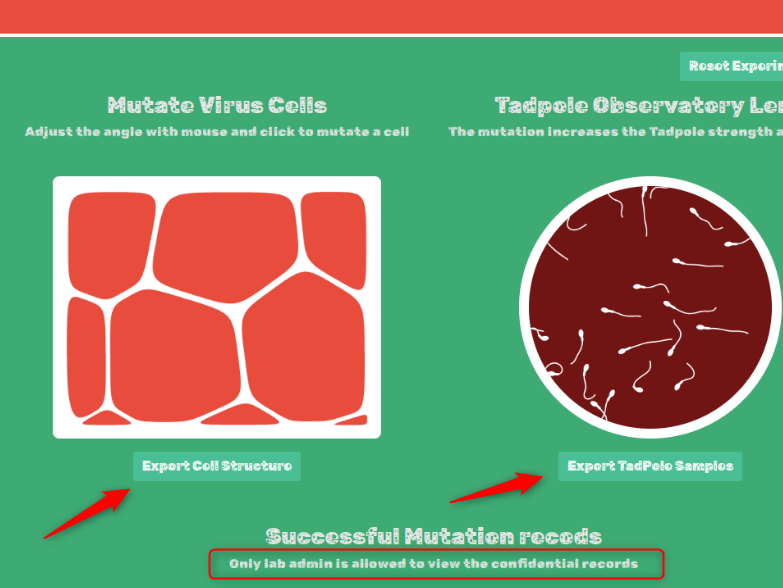 Reset
Mutate Virus Cells
Adjust the angle with mouse and click to mutate a cell
Tadpole Observatory
The mutation increases the Tadpole strength
Export Cell Structure
Export TadPole Samples
Successful Mutation recods
Only lab admin is allowed to view the confidential records